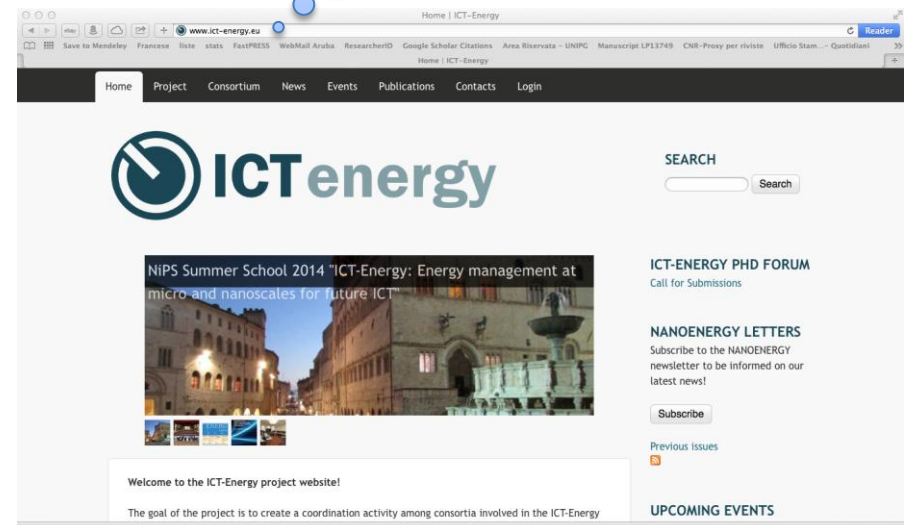 Home | ICT-Energy
www.ict-energy.eu
Reader
Save to Mendeley Francese liste stats FastPRESS WebMail Aruba ResearcherID Google Scholar Citations Area Riservata - UNIPG Manuscript LP13749 CNR-Proxy per riviste Ufficio Stam...- Quotidiani
Home | ICT-Energy
Home Project Consortium News Events Publications Contacts Login
ICTenergy
SEARCH
Search
NiPS Summer School 2014 "ICT-Energy: Energy management at
micro and nanoscales for future ICT"
ICT-ENERGY PHD FORUM
Call for Submissions
NANOENERGY LETTERS
Subscribe to the NANOENERGY
newsletter to be informed on our
latest news!
Subscribe
Previous issues
Welcome to the ICT-Energy project website!
The goal of the project is to create a coordination activity among consortia involved in the ICT-Energy
UPCOMING EVENTS